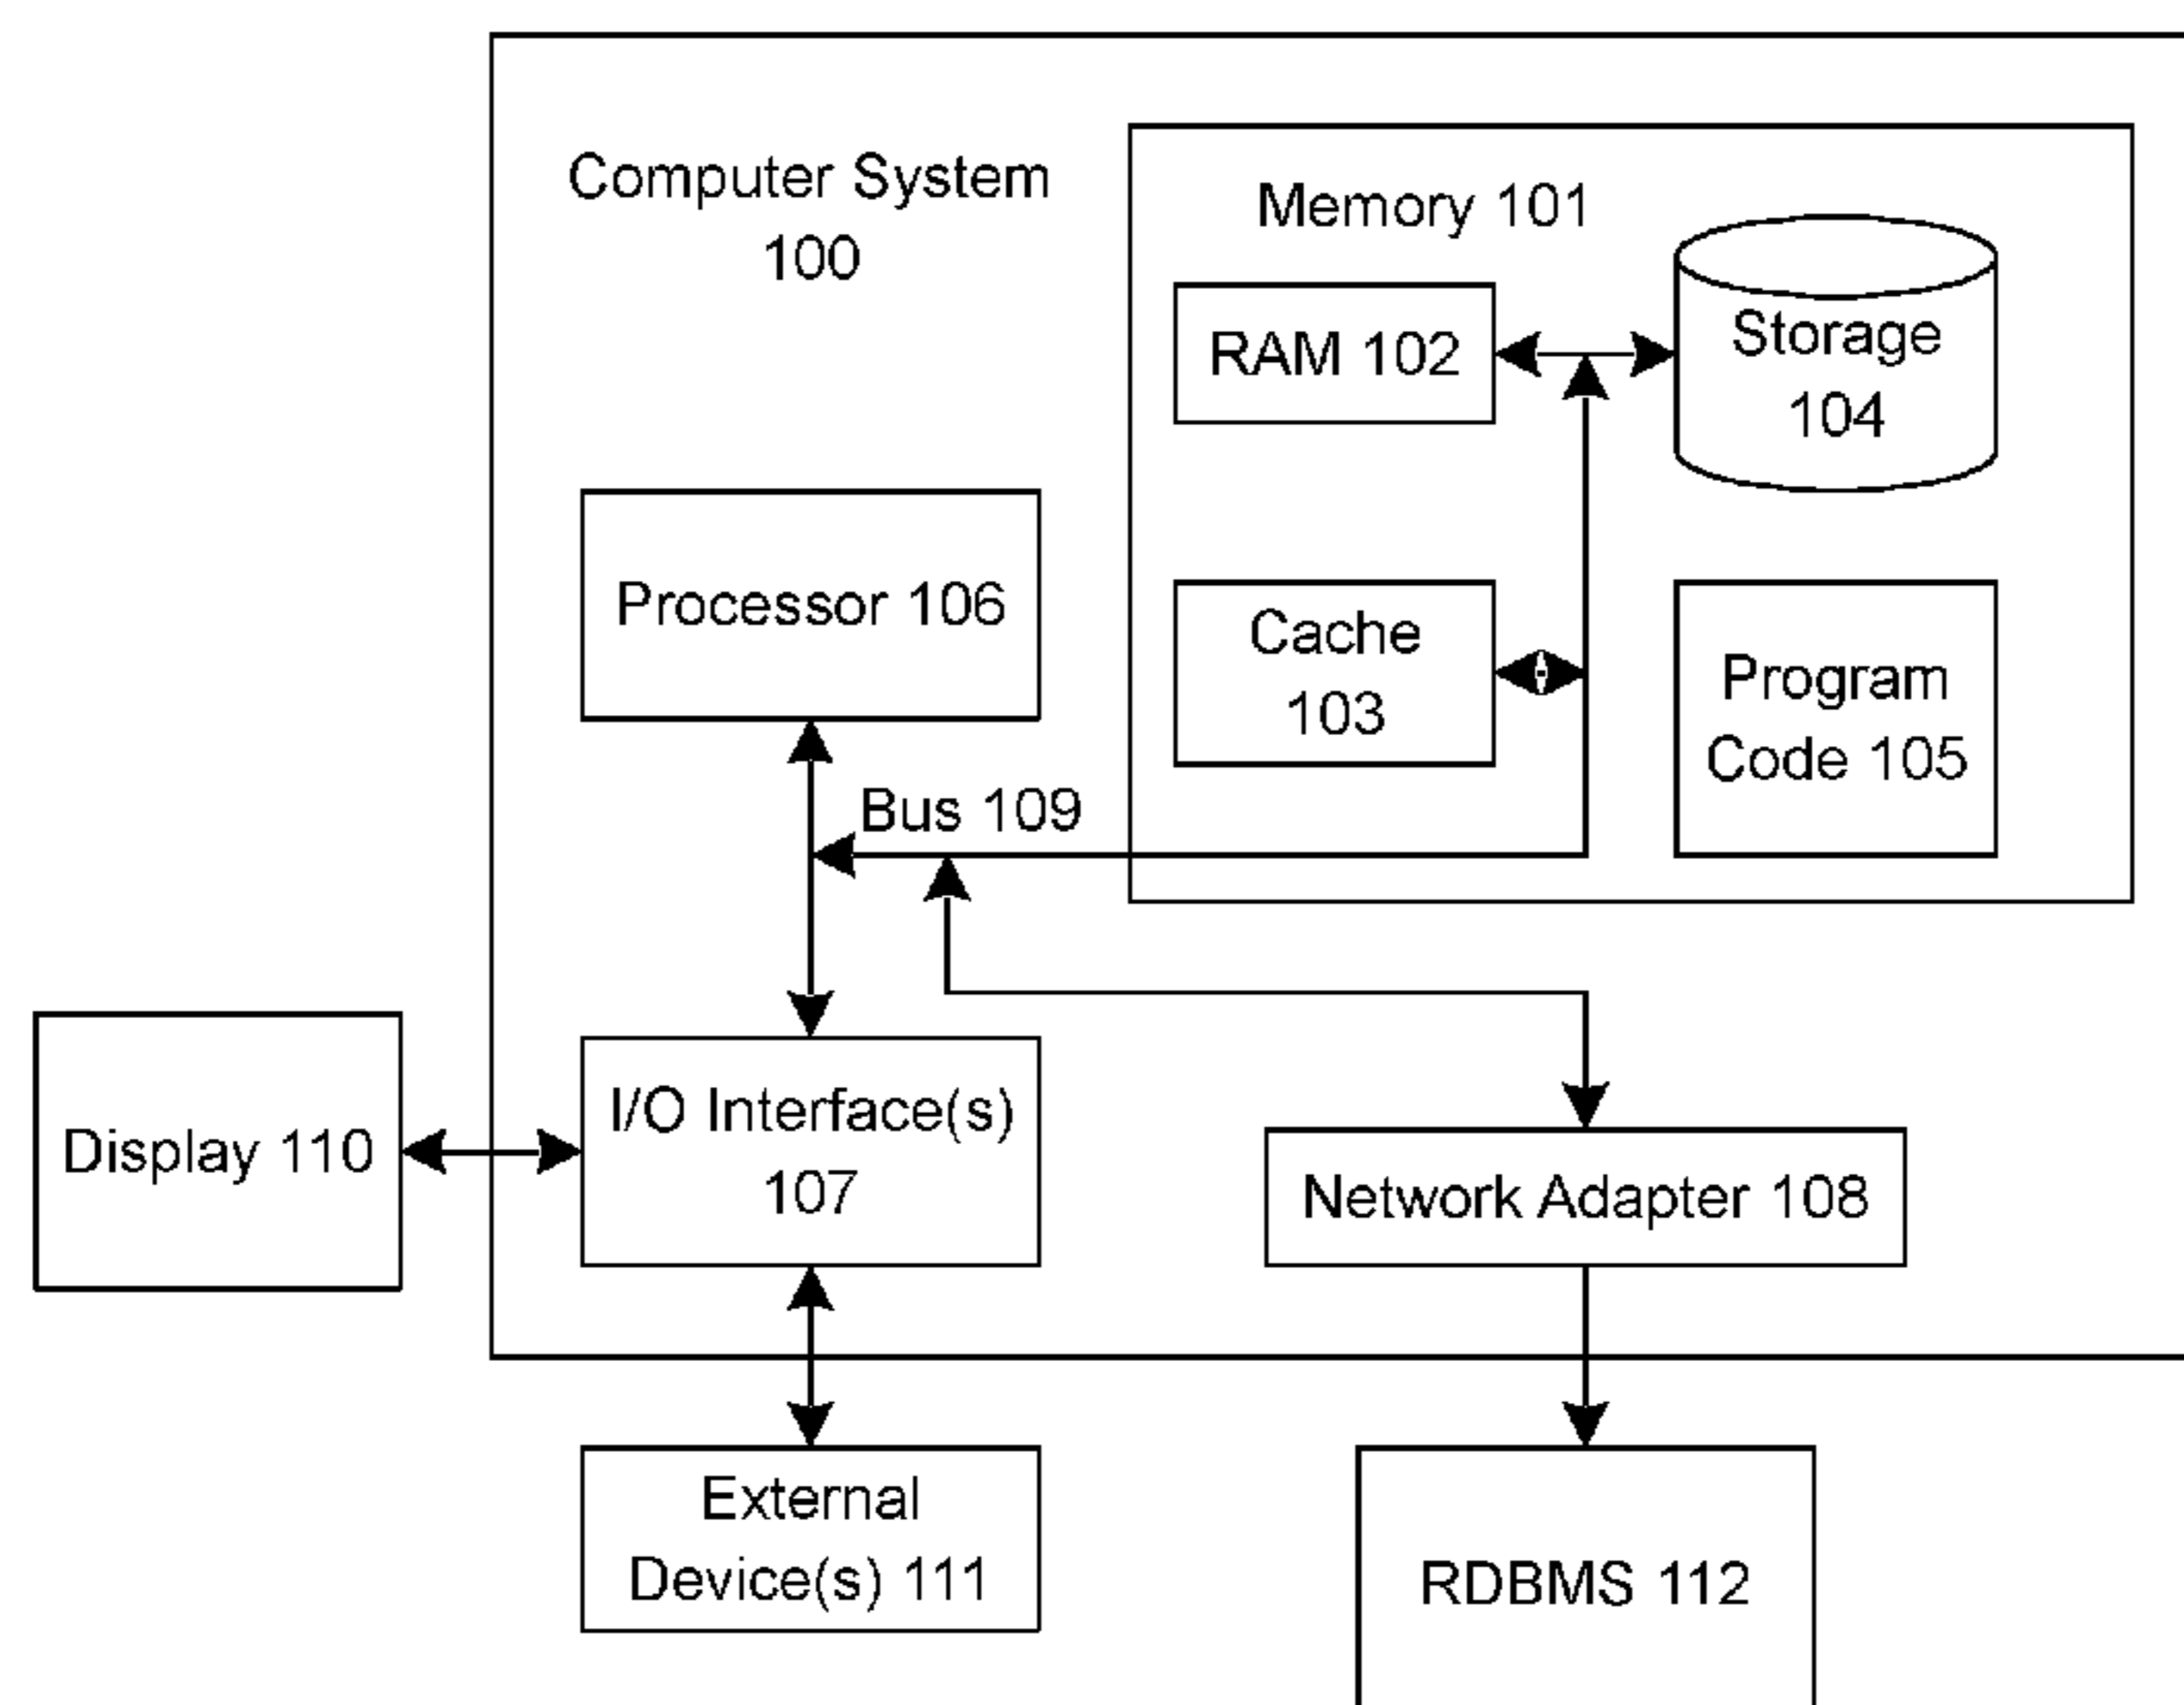 Computer System
100
Memory 101
RAM 102
Storage
104
Processor 106
Cache
103
Program
Code 105
Bus 109
Display 110
I/O Interface(s)
107
Network Adapter 108
External
Device(s) 111
RDBMS 112